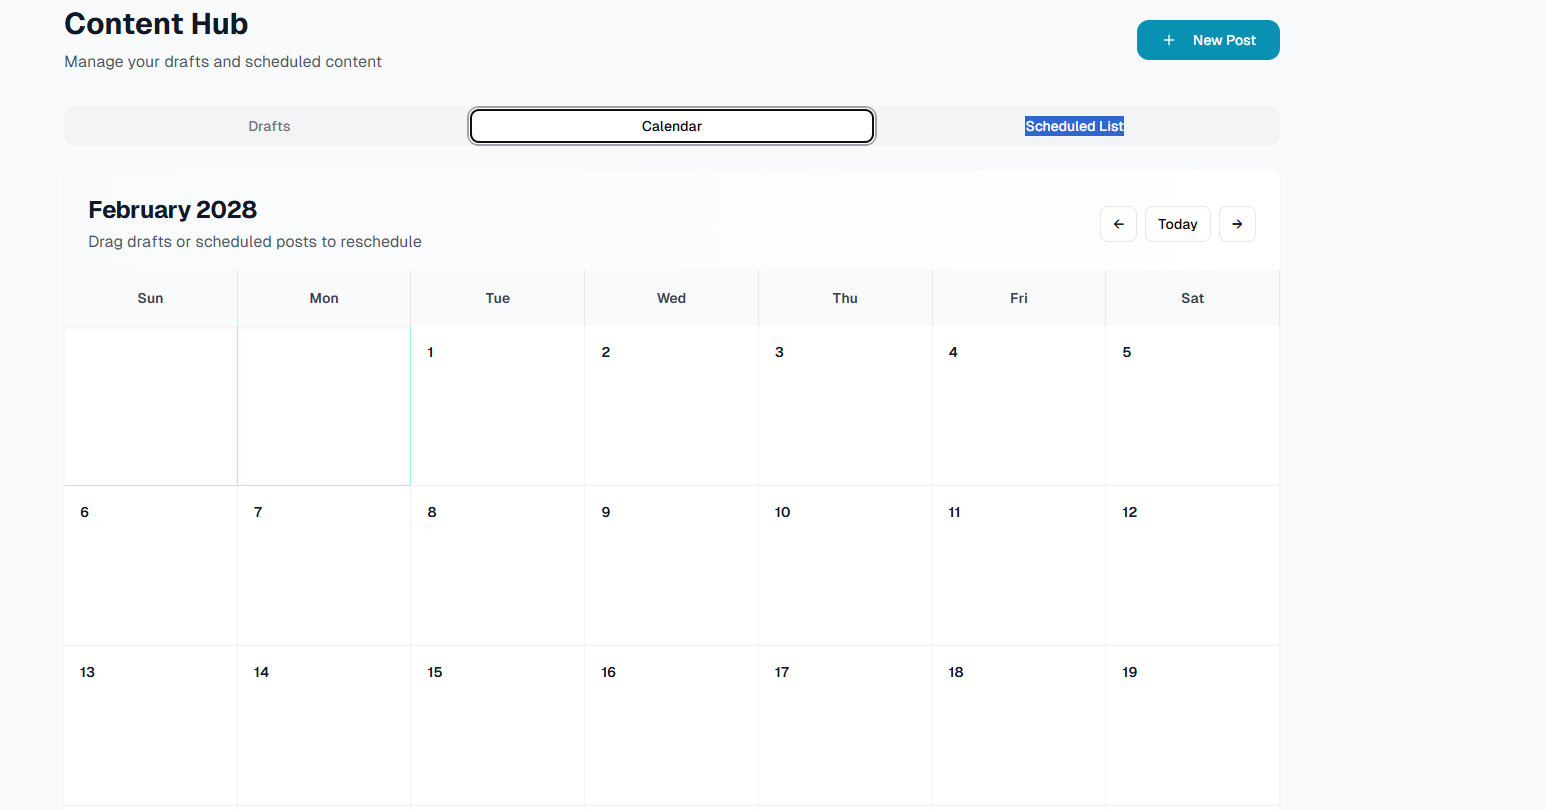 Content Hub
Manage your drafts and scheduled content
+ New Post
Drafts Calendar Scheduled List
February 2028
Drag drafts or scheduled posts to reschedule
← Today →
Sun Mon Tue Wed Thu Fri Sat
1 2 3 4 5
6 7 8 9 10 11 12
13 14 15 16 17 18 19